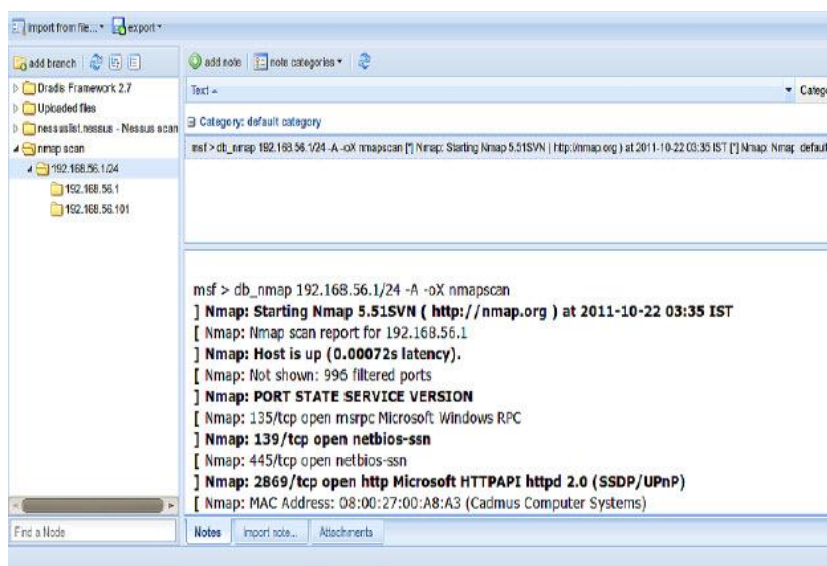 import from file... export
add branch
add note note categories
Dradis Framework 2.7
Uploaded files
nessuslist.nessus - Nessus scan
nmap scan
192.168.56.1/24
192.168.56.1
192.168.56.101
Text Catego
Category: default category
msf > db_nmap 192.168.56.1/24 -A -oX nmapscan [*] Nmap: Starting Nmap 5.51SVN ( http://nmap.org ) at 2011-10-22 03:35 IST [*] Nmap: Nmap default
msf > db_nmap 192.168.56.1/24 -A -oX nmapscan
] Nmap: Starting Nmap 5.51SVN ( http://nmap.org ) at 2011-10-22 03:35 IST
[ Nmap: Nmap scan report for 192.168.56.1
] Nmap: Host is up (0.00072s latency).
[ Nmap: Not shown: 996 filtered ports
] Nmap: PORT STATE SERVICE VERSION
[ Nmap: 135/tcp open msrpc Microsoft Windows RPC
] Nmap: 139/tcp open netbios-ssn
[ Nmap: 445/tcp open netbios-ssn
] Nmap: 2869/tcp open http Microsoft HTTPAPI httpd 2.0 (SSDP/UPnP)
[ Nmap: MAC Address: 08:00:27:00:A8:A3 (Cadmus Computer Systems)
Find a Node
Notes Import note... Attachments